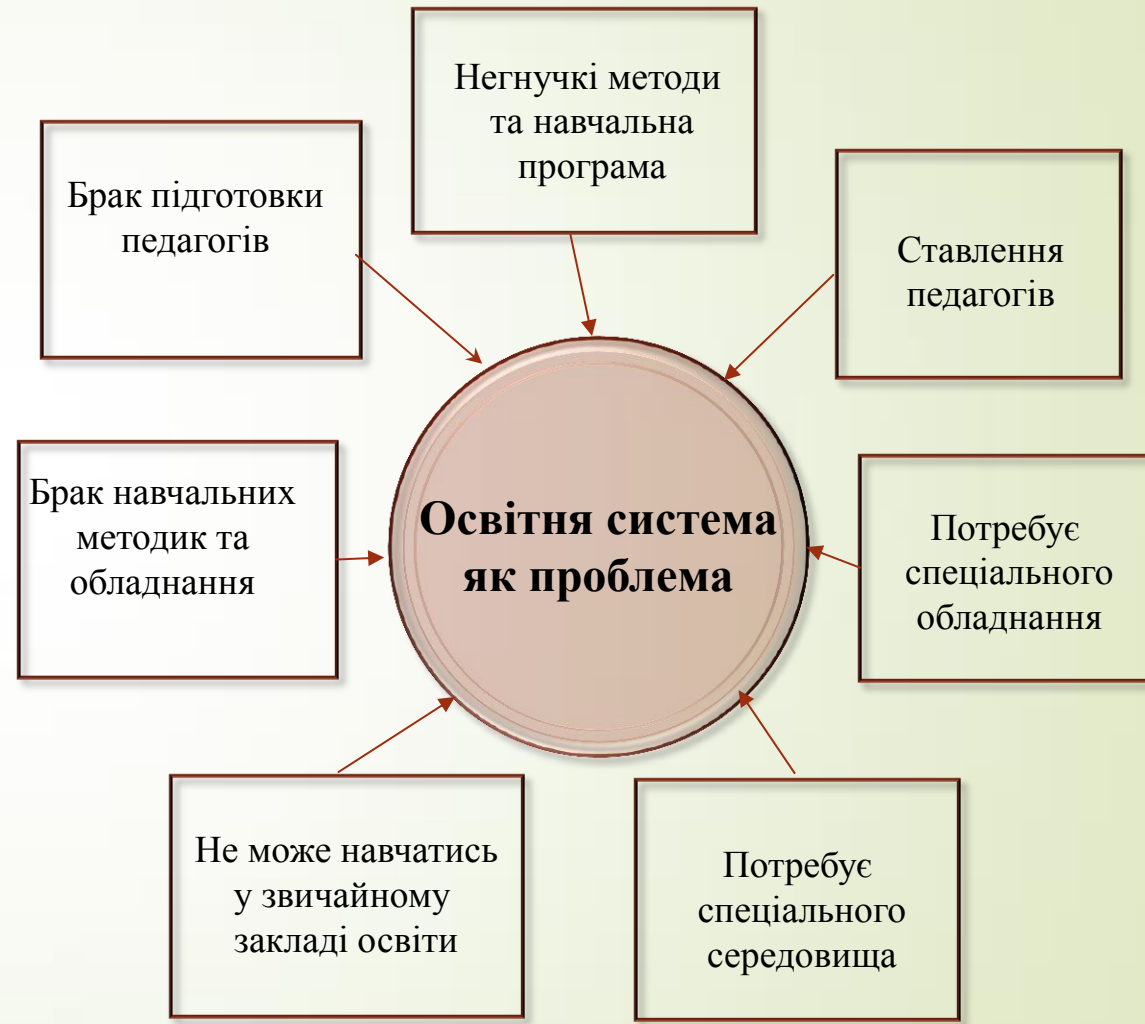 Негнучкі методи
та навчальна
програма
Брак підготовки
педагогів
Ставлення
педагогів
Брак навчальних
методик та
обладнання
Освітня система
як проблема
Потребує
спеціального
обладнання
Не може навчатись
у звичайному
закладі освіти
Потребує
спеціального
середовища